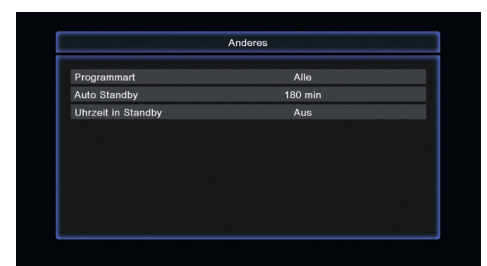 Anderes
Programmart Alle
Auto Standby 180 min
Uhrzeit in Standby Aus